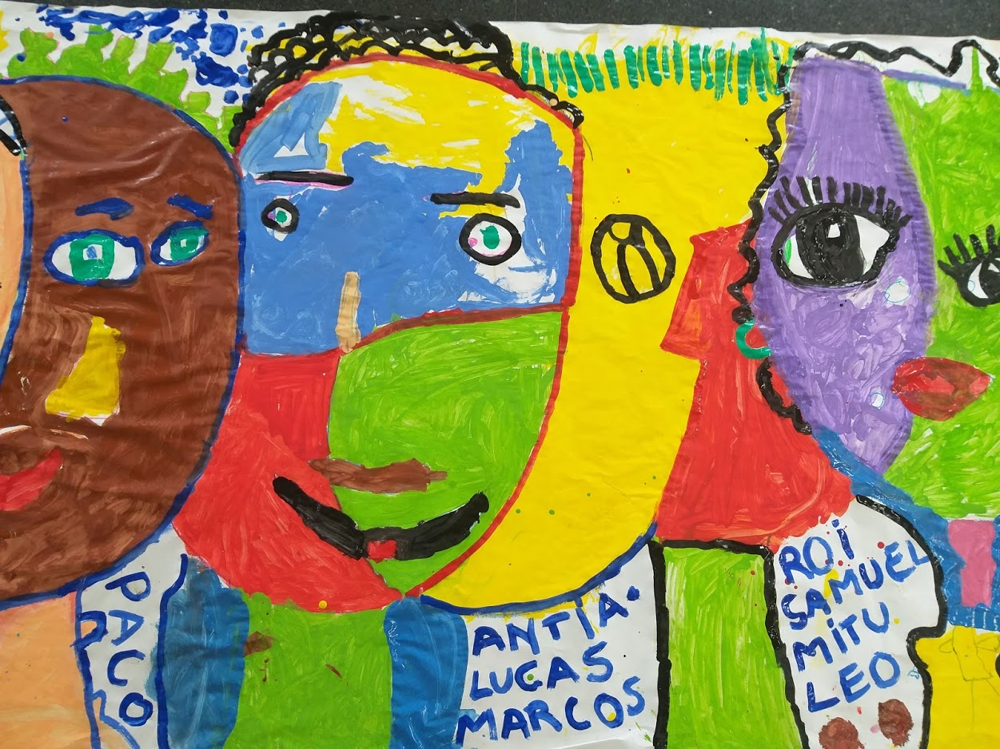 PACO
ANTIA.
LUCAS
MARCOS
ROI
SAMUEL
MITU
LEO